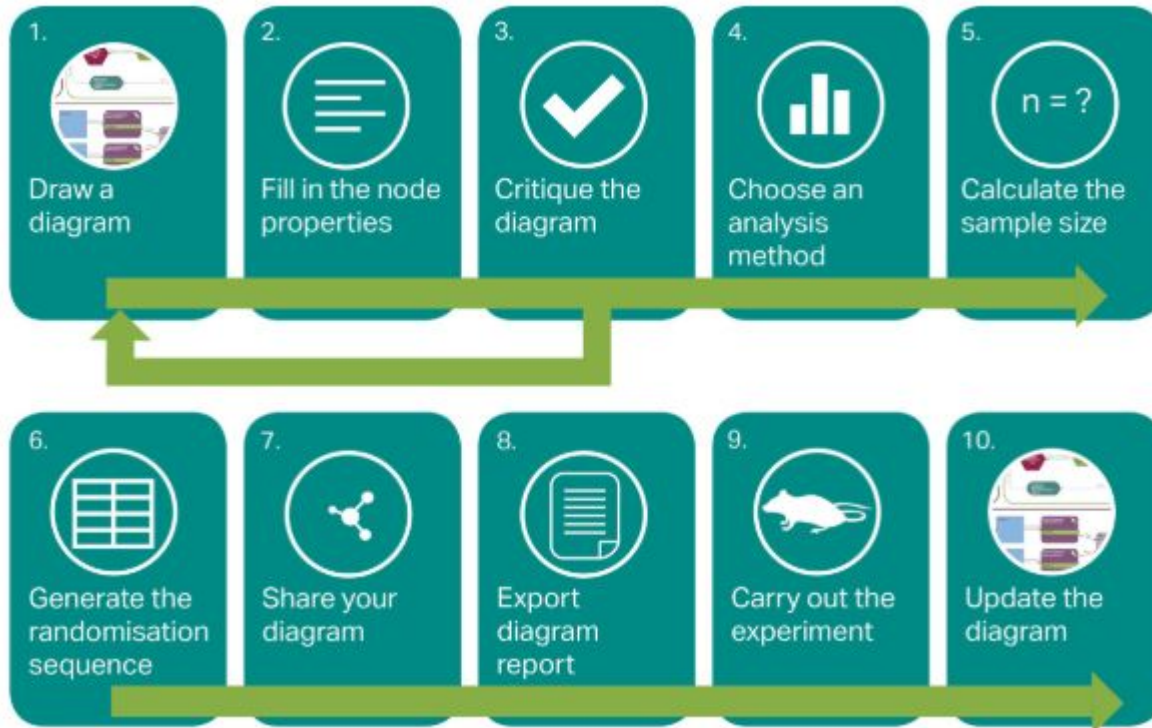 1.
Draw a
diagram
2.
Fill in the node
properties
3.
Critique the
diagram
4.
Choose an
analysis
method
5.
n = ?
Calculate the
sample size
6.
Generate the
randomisation
sequence
7.
Share your
diagram
8.
Export
diagram
report
9.
Carry out the
experiment
10.
Update the
diagram